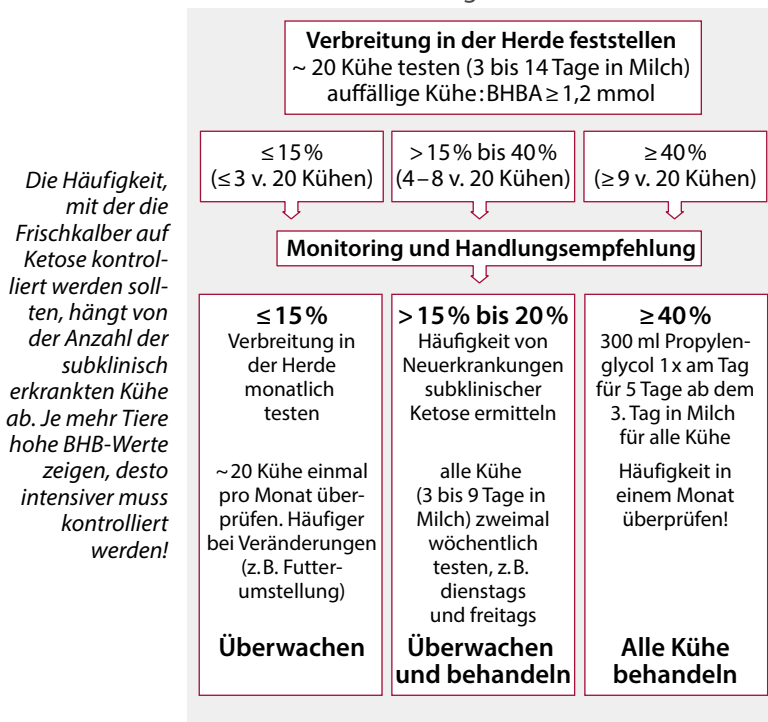 Verbreitung in der Herde feststellen
~ 20 Kühe testen (3 bis 14 Tage in Milch)
auffällige Kühe: BHBA ≥ 1,2 mmol
≤ 15 %
(≤ 3 v. 20 Kühen)
> 15 % bis 40 %
(4 – 8 v. 20 Kühen)
≥ 40 %
(≥ 9 v. 20 Kühen)
Die Häufigkeit,
mit der die
Frischkalber auf
Ketose kontrol-
liert werden soll-
ten, hängt von
der Anzahl der
subklinisch
erkrankten Kühe
ab. Je mehr Tiere
hohe BHB-Werte
zeigen, desto
intensiver muss
kontrolliert
werden!
Monitoring und Handlungsempfehlung
≤ 15 %
Verbreitung in
der Herde
monatlich
testen
~ 20 Kühe einmal
pro Monat über-
prüfen. Häufiger
bei Veränderungen
(z. B. Futter-
umstellung)
Überwachen
> 15 % bis 20 %
Häufigkeit von
Neuerkrankungen
subklinischer
Ketose ermitteln
alle Kühe
(3 bis 9 Tage in
Milch) zweimal
wöchentlich
testen, z. B.
dienstags
und freitags
Überwachen
und behandeln
≥ 40 %
300 ml Propylen-
glycol 1 x am Tag
für 5 Tage ab dem
3. Tag in Milch
für alle Kühe
Häufigkeit in
einem Monat
überprüfen!
Alle Kühe
behandeln